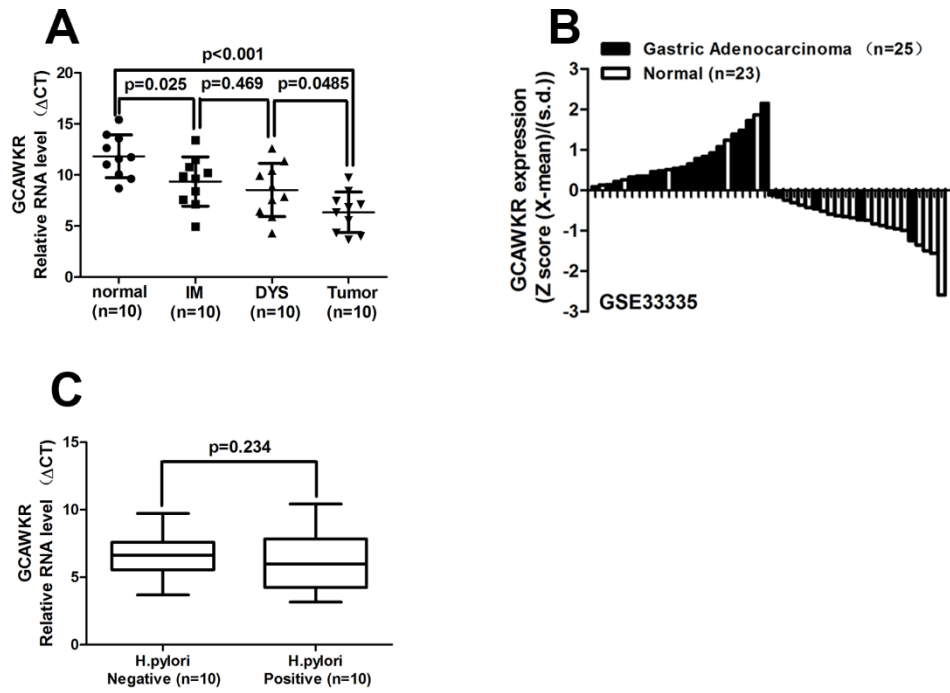 A
GCAWKR
Relative RNA level（ΔCT)
20
15
10
5
0
p<0.001
p=0.025
p=0.469
p=0.0485
normal
(n=10)
IM
(n=10)
DYS
(n=10)
Tumor
(n=10)
B
GCAWKR expression
(Z score (X-mean)/(s.d.))
Gastric Adenocarcinoma （n=25）
Normal (n=23)
3
2
1
0
-1
-2
-3
GSE33335
C
GCAWKR
Relative RNA level（ΔCT)
15
10
5
0
p=0.234
H.pylori
Negative (n=10)
H.pylori
Positive (n=10)